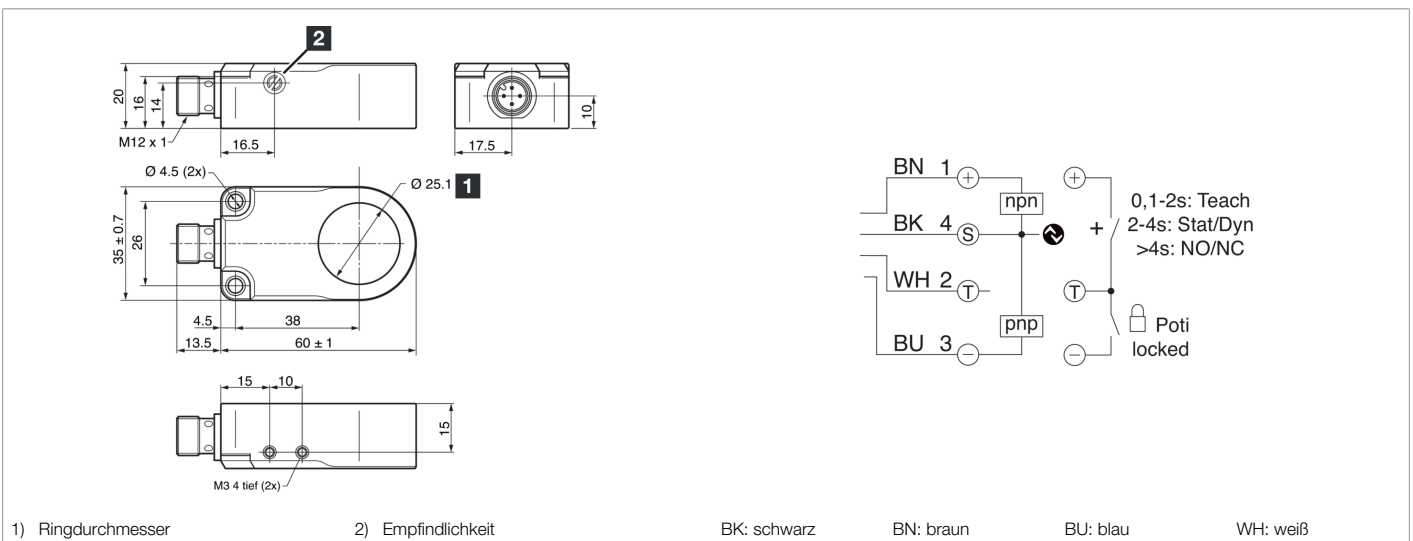 2
20
16
14
M12 x 1
16.5
17.5
10
Ø 4.5 (2x)
Ø 25.1 1
35 ± 0.7
26
4.5
38
13.5
60 ± 1
15
10
15
M3 4 tief (2x)
BN 1 + npn +
0,1-2s: Teach
BK 4 S + 2-4s: Stat/Dyn
>4s: NO/NC
WH 2 T T
pnp Poti
BU 3 − − locked
1) Ringdurchmesser 2) Empfindlichkeit BK: schwarz BN: braun BU: blau WH: weiß